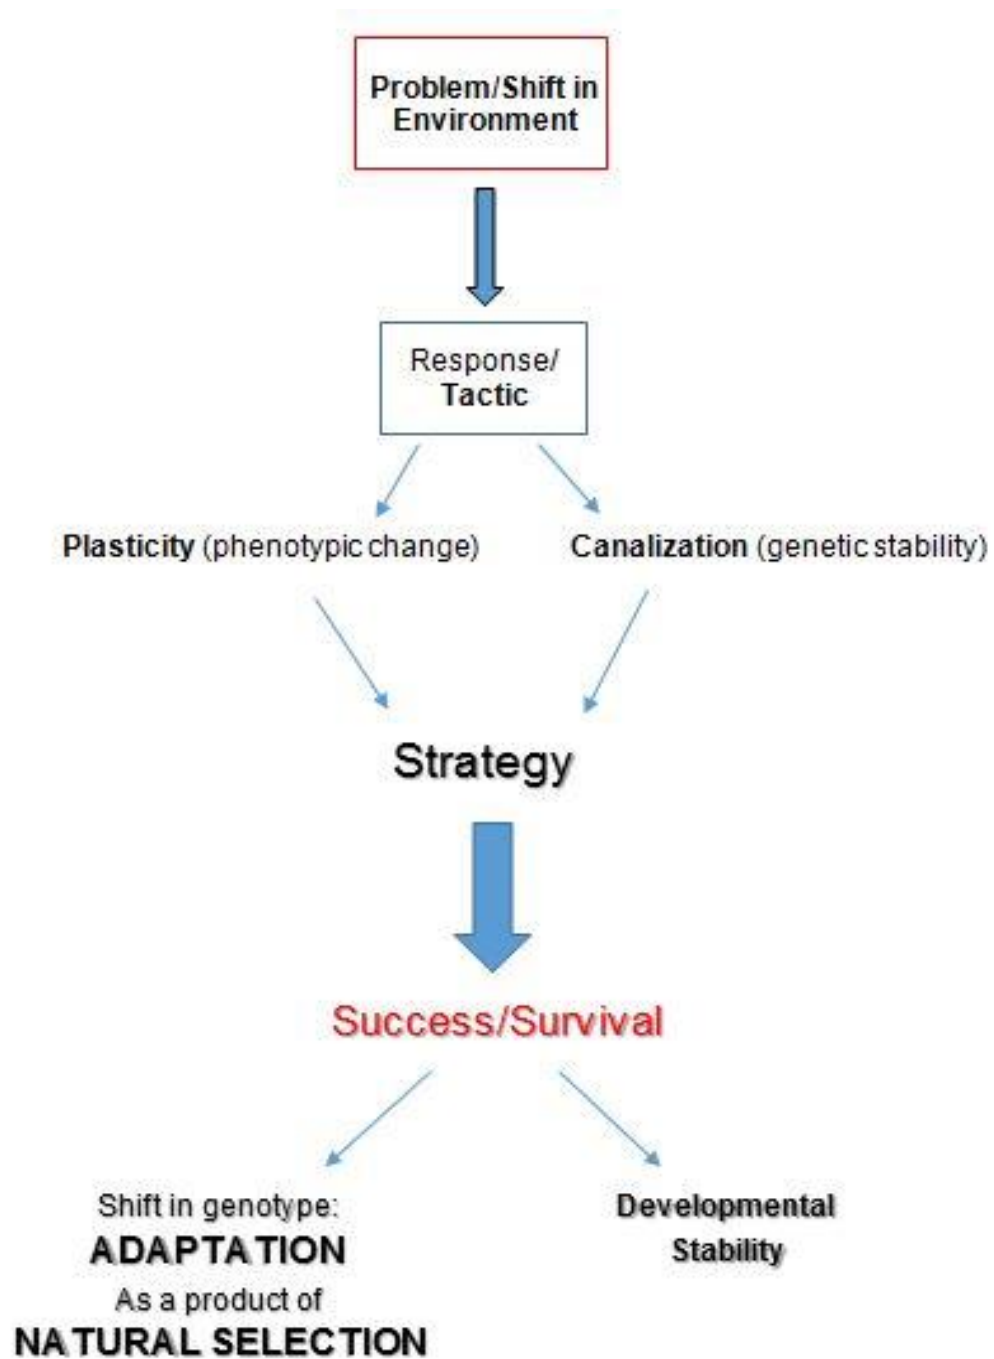 Problem/Shift in
Environment
Response/
Tactic
Plasticity (phenotypic change)
Canalization (genetic stability)
Strategy
Success/Survival
Shift in genotype:
ADAPTATION
As a product of
NATURAL SELECTION
Developmental
Stability